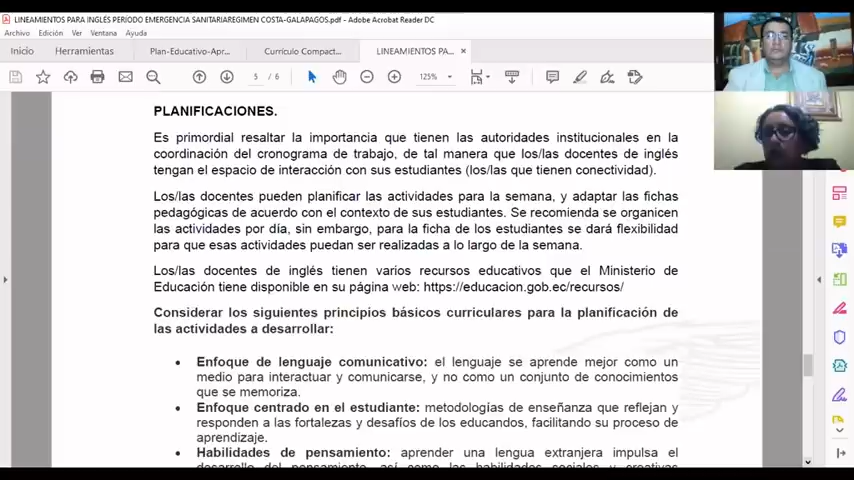 LINEAMIENTOS PARA INGLÉS PERÍODO EMERGENCIA SANITARIAREGIMEN COSTA-GALAPAGOS.pdf - Adobe Acrobat Reader DC
Archivo Edición Ver Ventana Ayuda
Inicio Herramientas Plan-Educativo-Apr... Currículo Compact... LINEAMIENTOS PA... ×
5 / 6 125%
PLANIFICACIONES.
Es primordial resaltar la importancia que tienen las autoridades institucionales en la
coordinación del cronograma de trabajo, de tal manera que los/las docentes de inglés
tengan el espacio de interacción con sus estudiantes (los/las que tienen conectividad).
Los/las docentes pueden planificar las actividades para la semana, y adaptar las fichas
pedagógicas de acuerdo con el contexto de sus estudiantes. Se recomienda se organicen
las actividades por día, sin embargo, para la ficha de los estudiantes se dará flexibilidad
para que esas actividades puedan ser realizadas a lo largo de la semana.
Los/las docentes de inglés tienen varios recursos educativos que el Ministerio de
Educación tiene disponible en su página web: https://educacion.gob.ec/recursos/
Considerar los siguientes principios básicos curriculares para la planificación de
las actividades a desarrollar:
• Enfoque de lenguaje comunicativo: el lenguaje se aprende mejor como un
medio para interactuar y comunicarse, y no como un conjunto de conocimientos
que se memoriza.
• Enfoque centrado en el estudiante: metodologías de enseñanza que reflejan y
responden a las fortalezas y desafíos de los educandos, facilitando su proceso de
aprendizaje.
• Habilidades de pensamiento: aprender una lengua extranjera impulsa el
desarrollo del pensamiento, así como las habilidades sociales y creativas